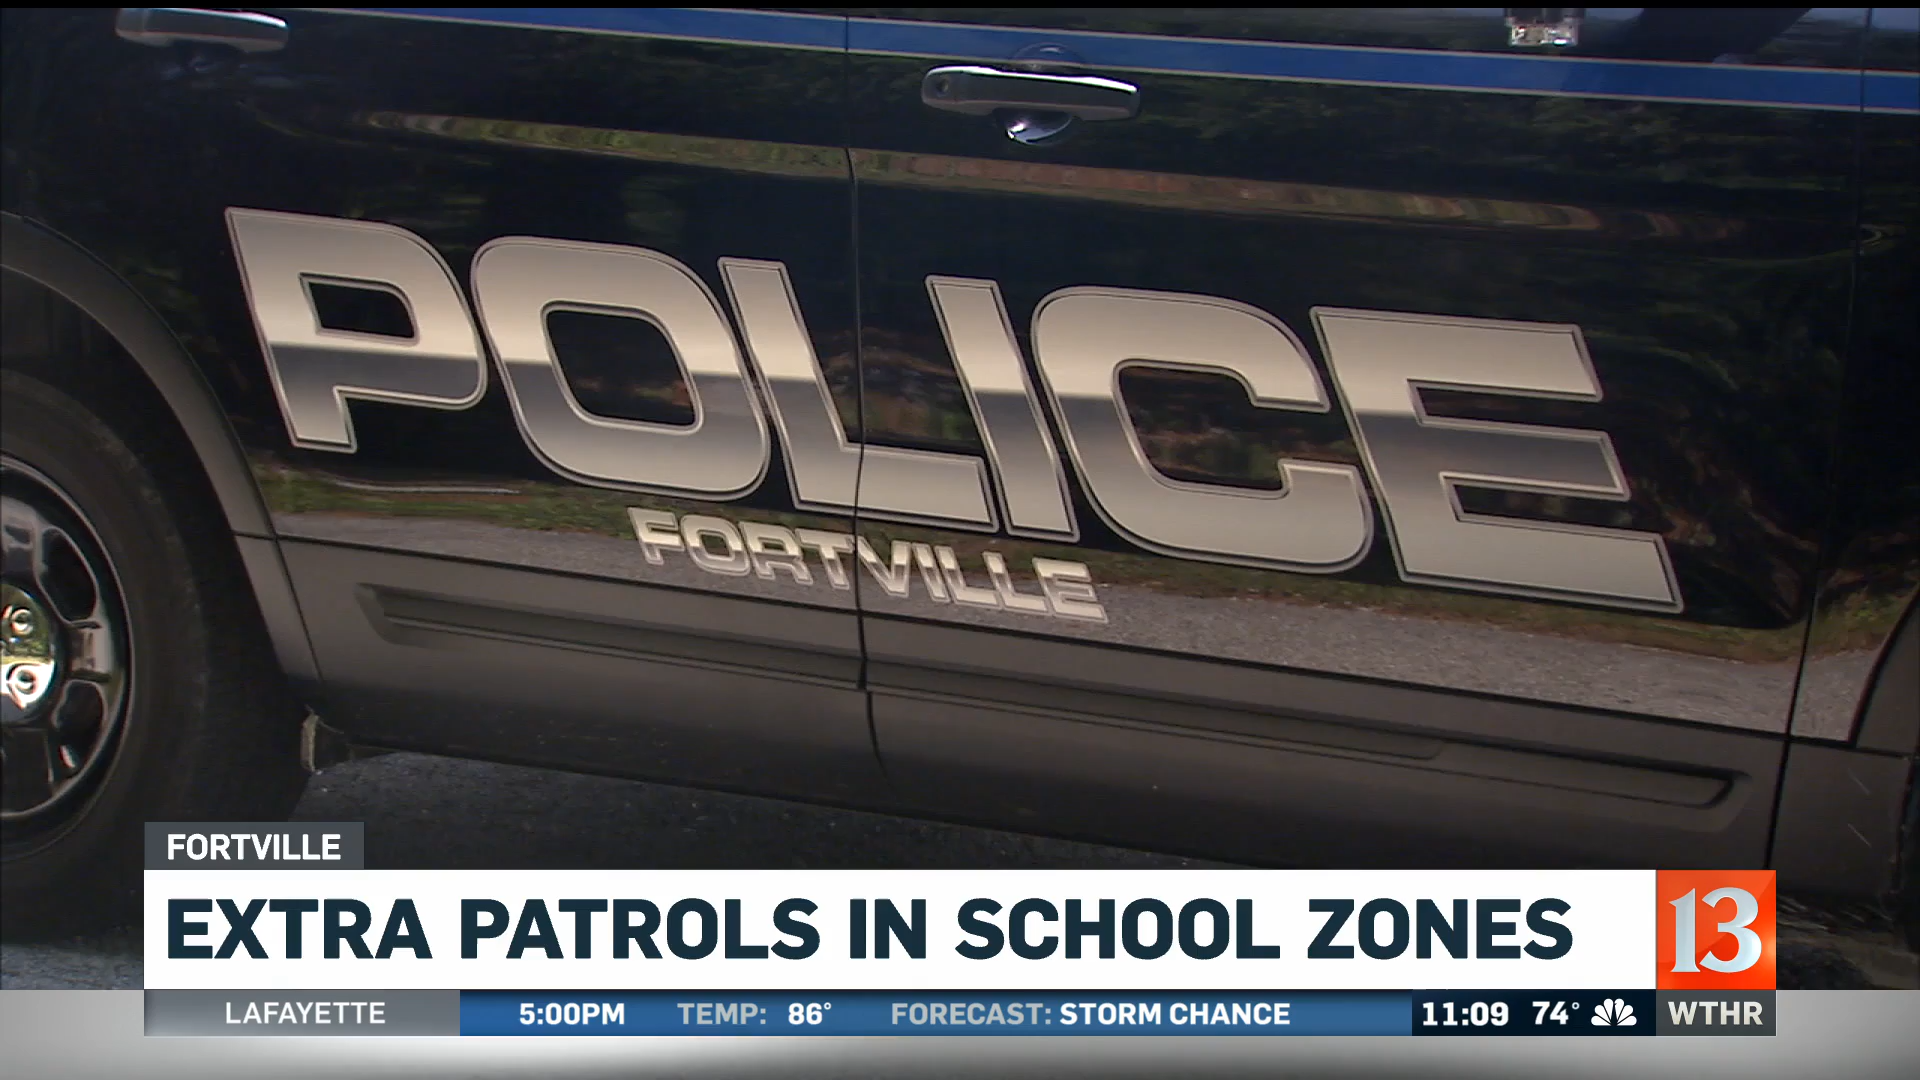 POLICE
FORTVILLE
FORTVILLE
EXTRA PATROLS IN SCHOOL ZONES
13
LAFAYETTE 5:00PM TEMP: 86° FORECAST: STORM CHANCE 11:09 74° WTHR